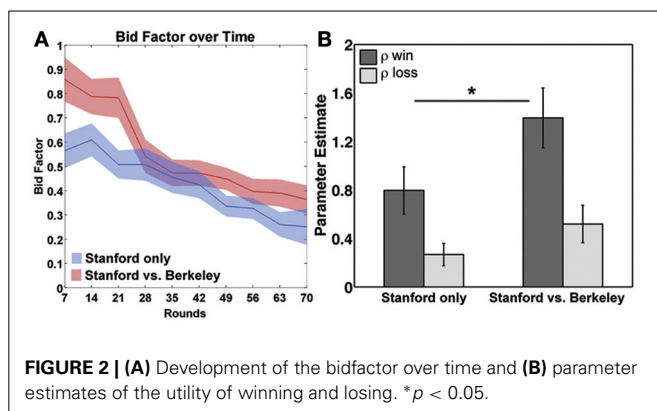 A
Bid Factor over Time
Bid Factor
1
0.9
0.8
0.7
0.6
0.5
0.4
0.3
0.2
0.1
0
Stanford only
Stanford vs. Berkeley
7 14 21 28 35 42 49 56 63 70
Rounds
B
Parameter Estimate
2
1.6
1.2
0.8
0.4
0
ρ win
ρ loss
*
Stanford only Stanford vs. Berkeley
FIGURE 2 | (A) Development of the bidfactor over time and (B) parameter
estimates of the utility of winning and losing. *p < 0.05.